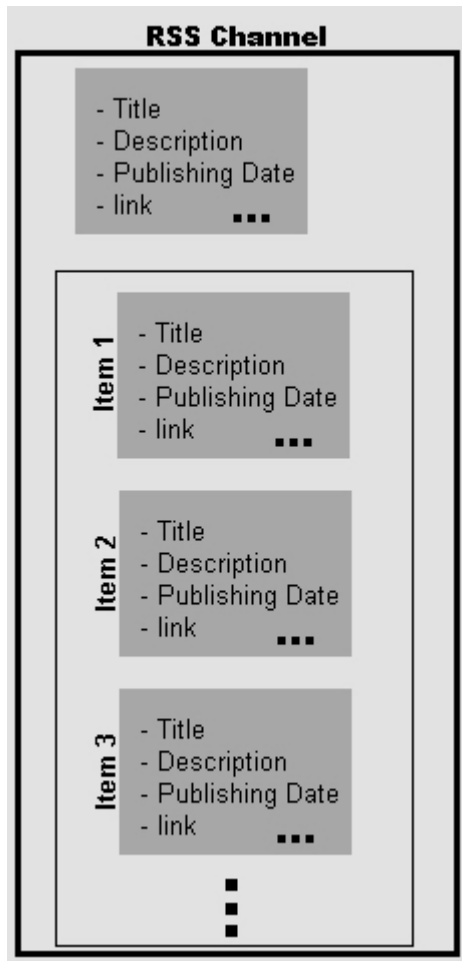 RSS Channel
- Title
- Description
- Publishing Date
- link ...
Item 1
- Title
- Description
- Publishing Date
- link ...
Item 2
- Title
- Description
- Publishing Date
- link ...
Item 3
- Title
- Description
- Publishing Date
- link ...